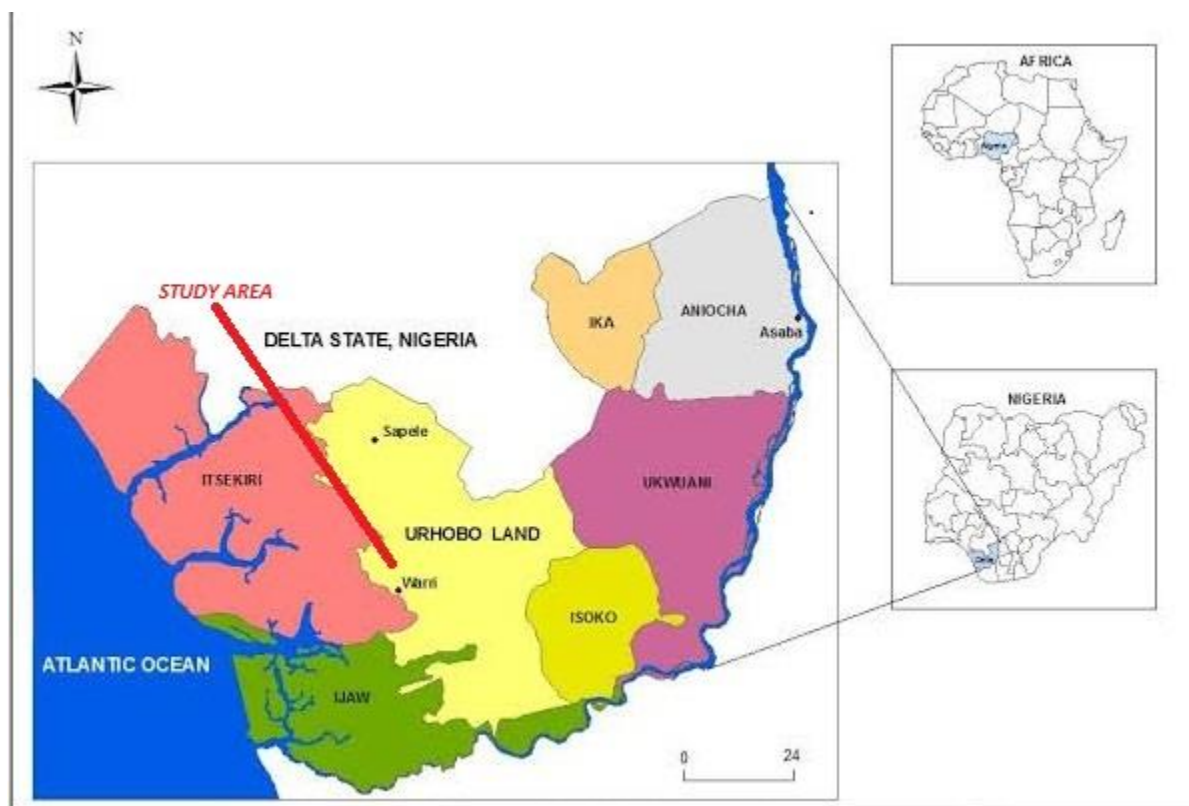 N
AFRICA
Nigeria
STUDY AREA
DELTA STATE, NIGERIA
IKA
ANIOCHA
Asaba
NIGERIA
Sapele
ITSEKIRI
UKWUANI
URHOBO LAND
Warri
ISOKO
ATLANTIC OCEAN
IJAW
0 24